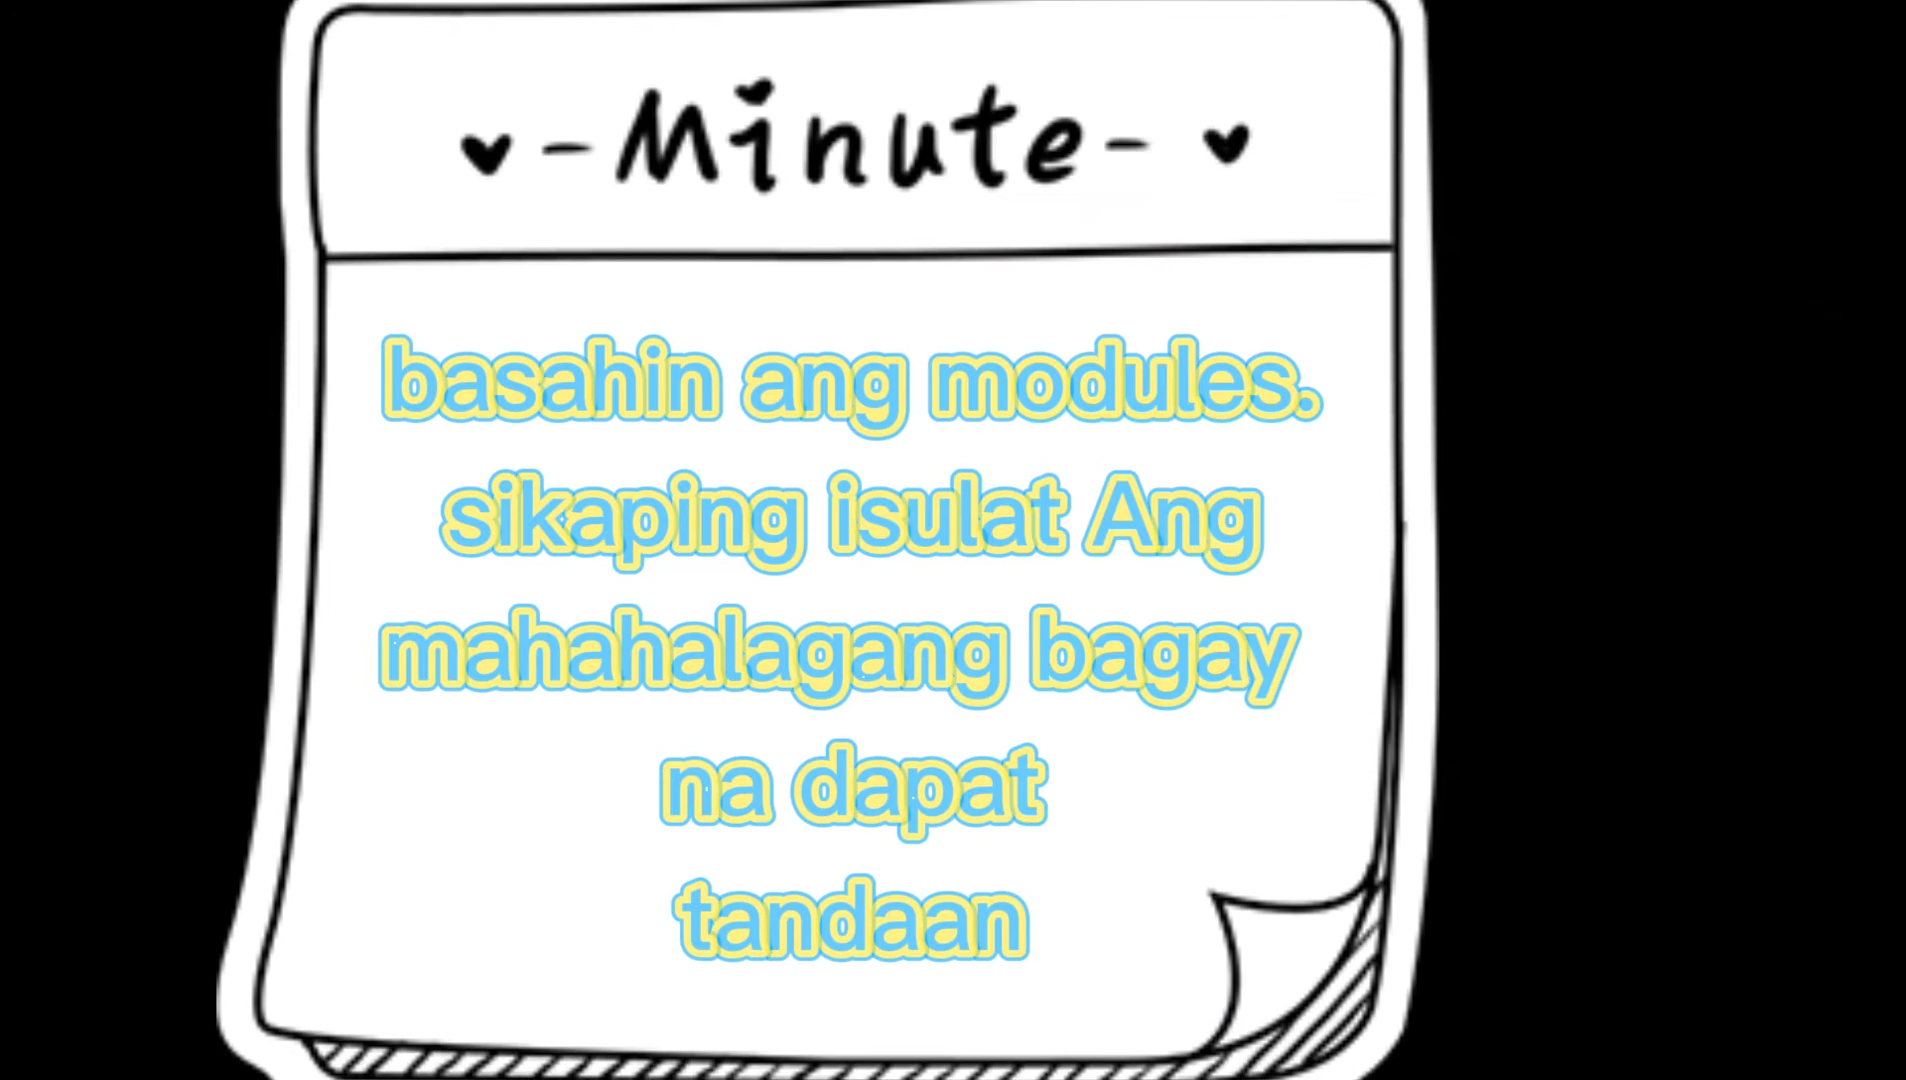 -Minute-
basahin ang modules.
sikaping isulat Ang
mahahalagang bagay
na dapat
tandaan